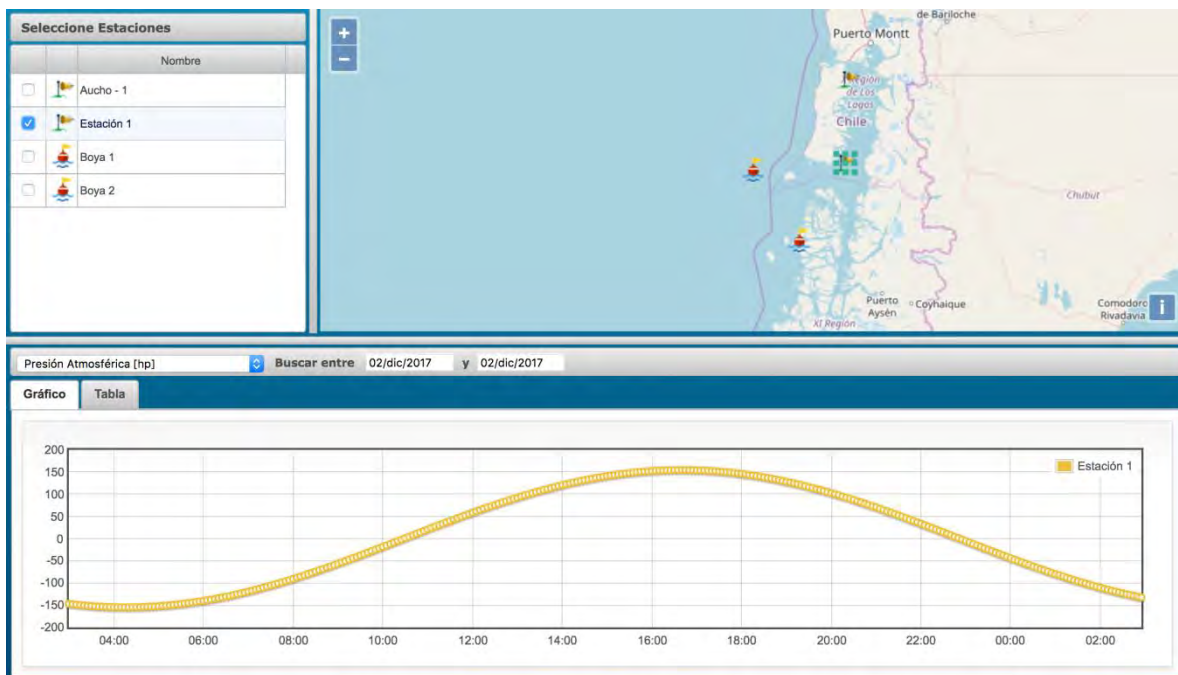 Seleccione Estaciones
Nombre
Aucho - 1
Estación 1
Boya 1
Boya 2
+
−
de Bariloche
Puerto Montt
Región
de Los
Lagos
Chile
Chubut
Puerto
Aysén
Coyhaique
Comodoro
Rivadavia
XI Región
i
Presión Atmosférica [hp] Buscar entre 02/dic/2017 y 02/dic/2017
Gráfico Tabla
200
150
100
50
0
-50
-100
-150
-200
Estación 1
04:00 06:00 08:00 10:00 12:00 14:00 16:00 18:00 20:00 22:00 00:00 02:00